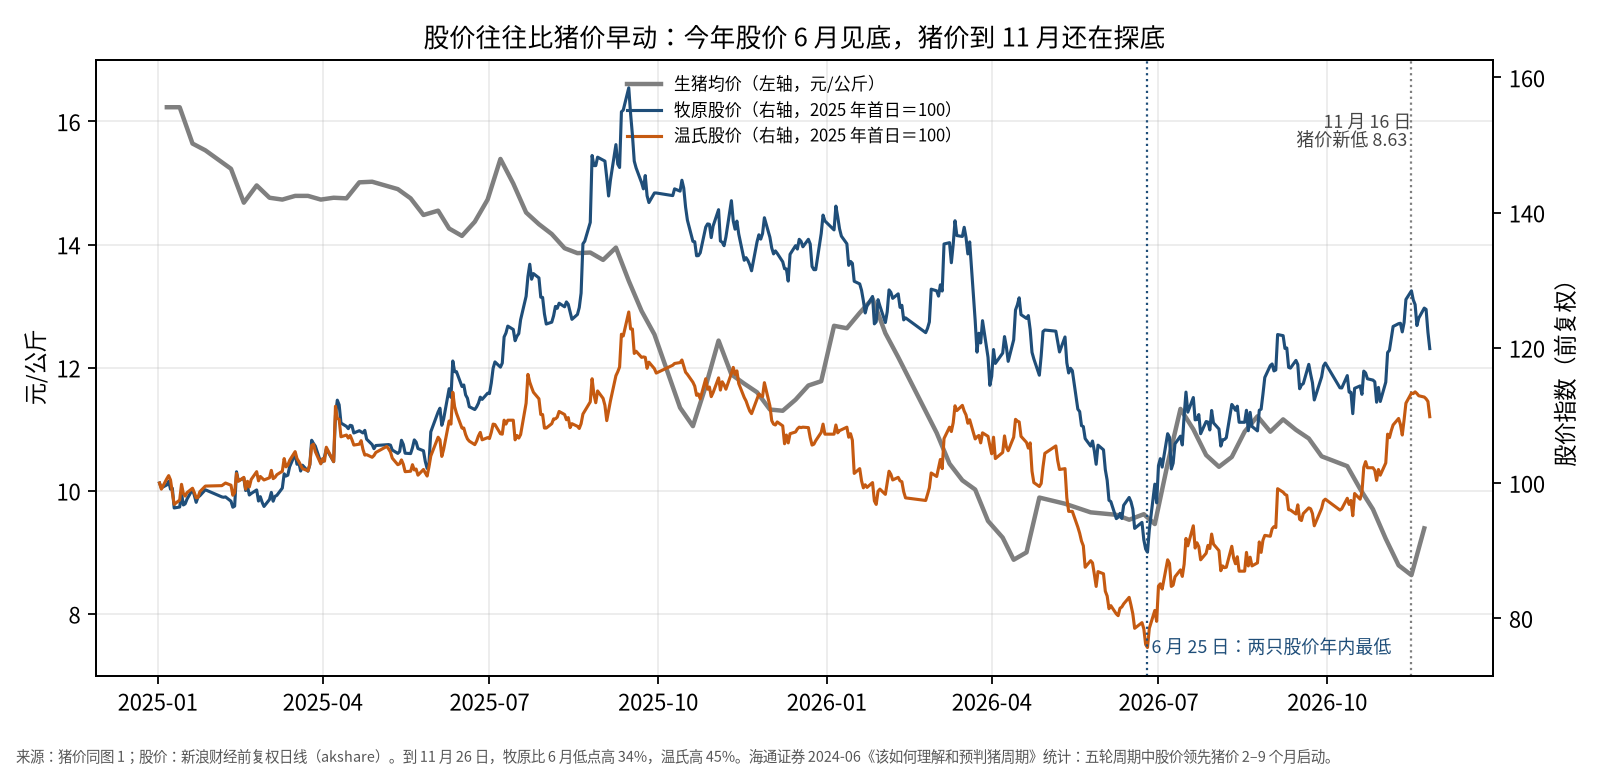 股价往往比猪价早动：今年股价 6 月见底，猪价到 11 月还在探底
生猪均价（左轴，元/公斤）
牧原股价（右轴，2025 年首日＝100）
温氏股价（右轴，2025 年首日＝100）
11 月 16 日
猪价新低 8.63
6 月 25 日：两只股价年内最低
元/公斤
16
14
12
10
8
股价指数（前复权）
160
140
120
100
80
2025-01
2025-04
2025-07
2025-10
2026-01
2026-04
2026-07
2026-10
来源：猪价同图 1；股价：新浪财经前复权日线（akshare）。到 11 月 26 日，牧原比 6 月低点高 34%，温氏高 45%。海通证券 2024-06《该如何理解和预判猪周期》统计：五轮周期中股价领先猪价 2–9 个月启动。